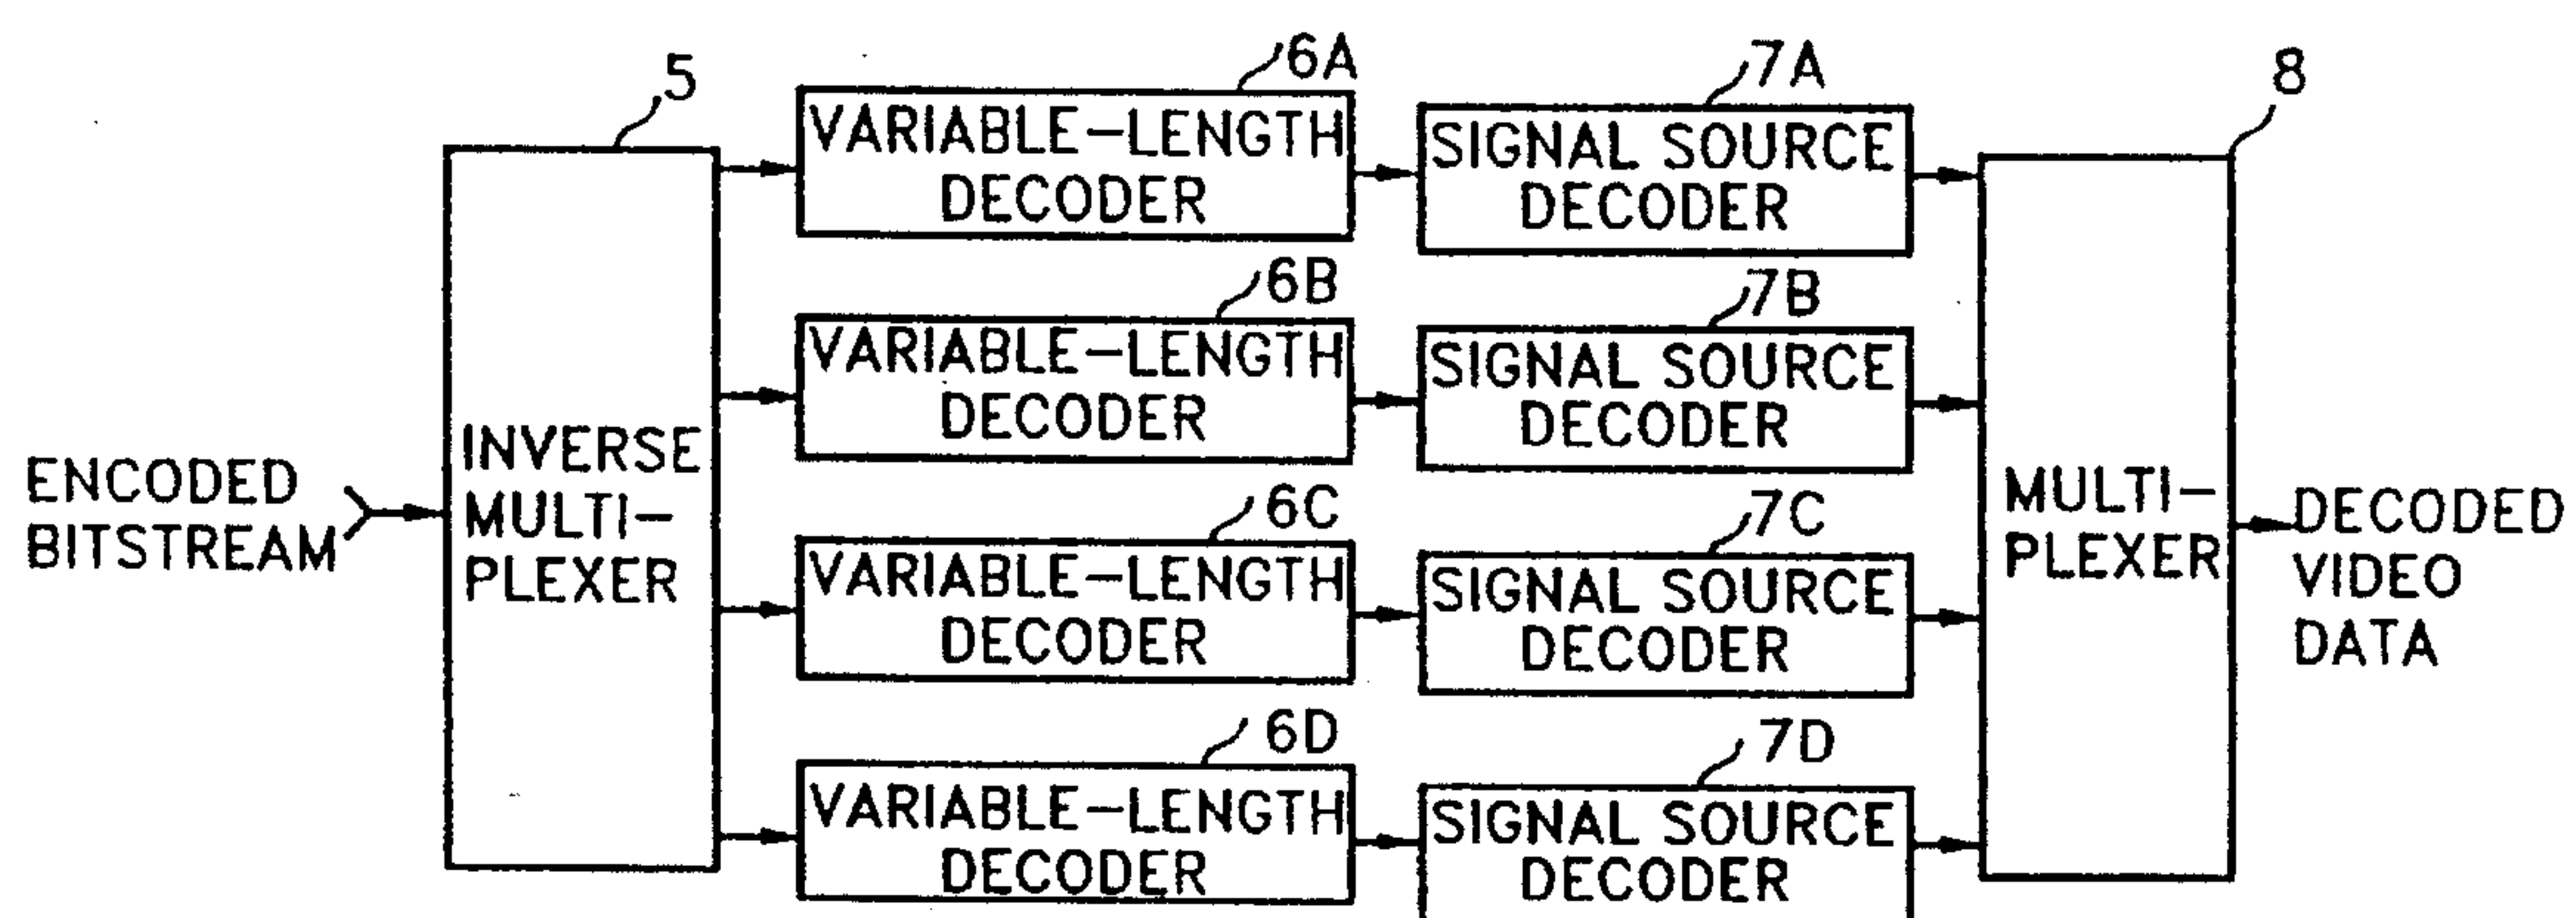 5
6A
7A
8
VARIABLE-LENGTH
DECODER
SIGNAL SOURCE
DECODER
6B
7B
VARIABLE-LENGTH
DECODER
SIGNAL SOURCE
DECODER
ENCODED
BITSTREAM
INVERSE
MULTI-
PLEXER
6C
7C
VARIABLE-LENGTH
DECODER
SIGNAL SOURCE
DECODER
MULTI-
PLEXER
DECODED
VIDEO
DATA
6D
7D
VARIABLE-LENGTH
DECODER
SIGNAL SOURCE
DECODER